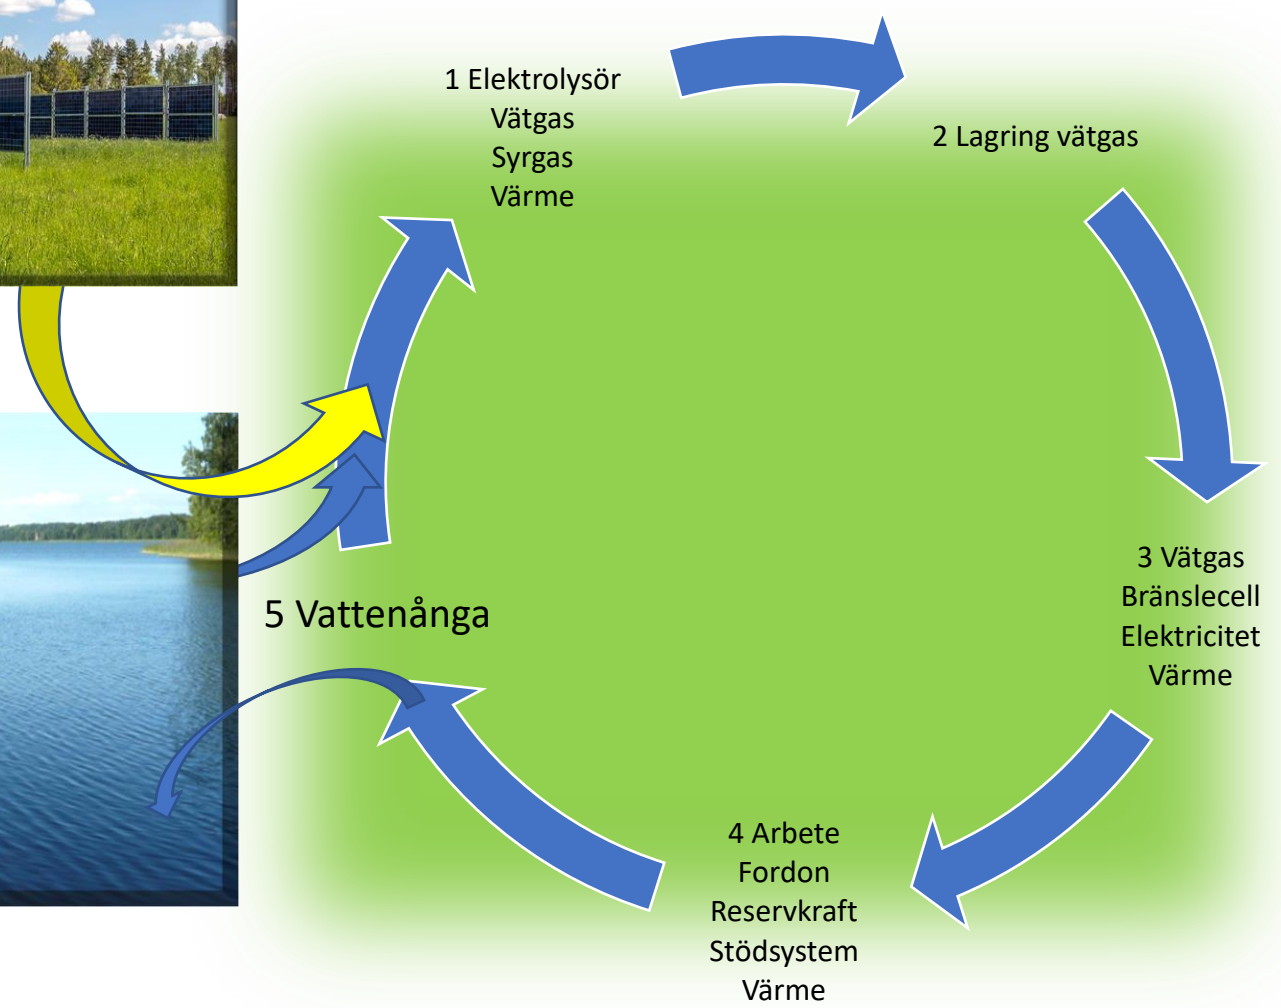 1 Elektrolysör
Vätgas
Syrgas
Värme
2 Lagring vätgas
3 Vätgas
Bränslecell
Elektricitet
Värme
4 Arbete
Fordon
Reservkraft
Stödsystem
Värme
5 Vattenånga